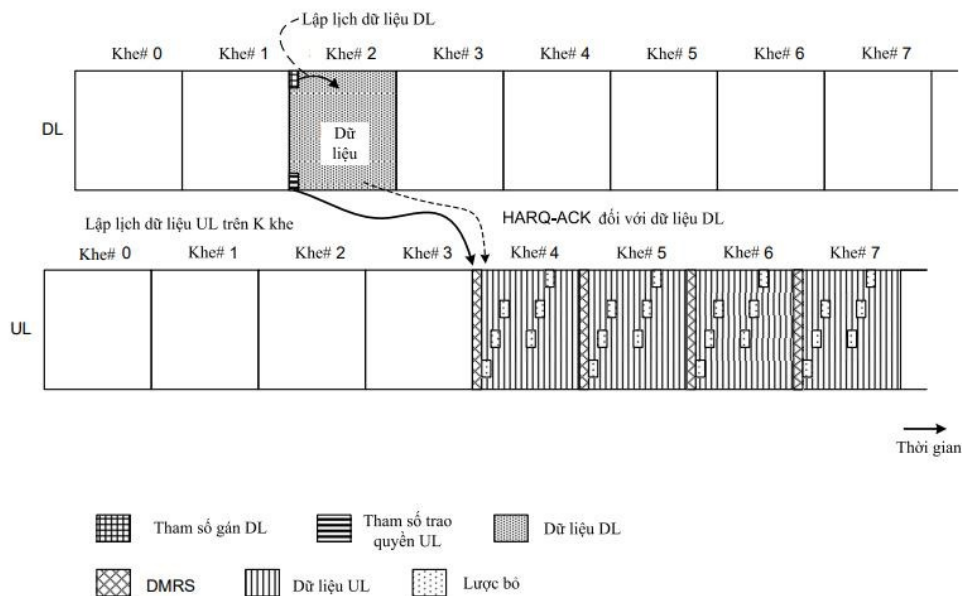 Lập lịch dữ liệu DL
Khe# 0 Khe# 1 Khe# 2 Khe# 3 Khe# 4 Khe# 5 Khe# 6 Khe# 7
DL
Dữ
liệu
Lập lịch dữ liệu UL trên K khe
HARQ-ACK đối với dữ liệu DL
Khe# 0 Khe# 1 Khe# 2 Khe# 3 Khe# 4 Khe# 5 Khe# 6 Khe# 7
UL
Thời gian
Tham số gán DL
Tham số trao
quyền UL
Dữ liệu DL
DMRS
Dữ liệu UL
Lược bỏ